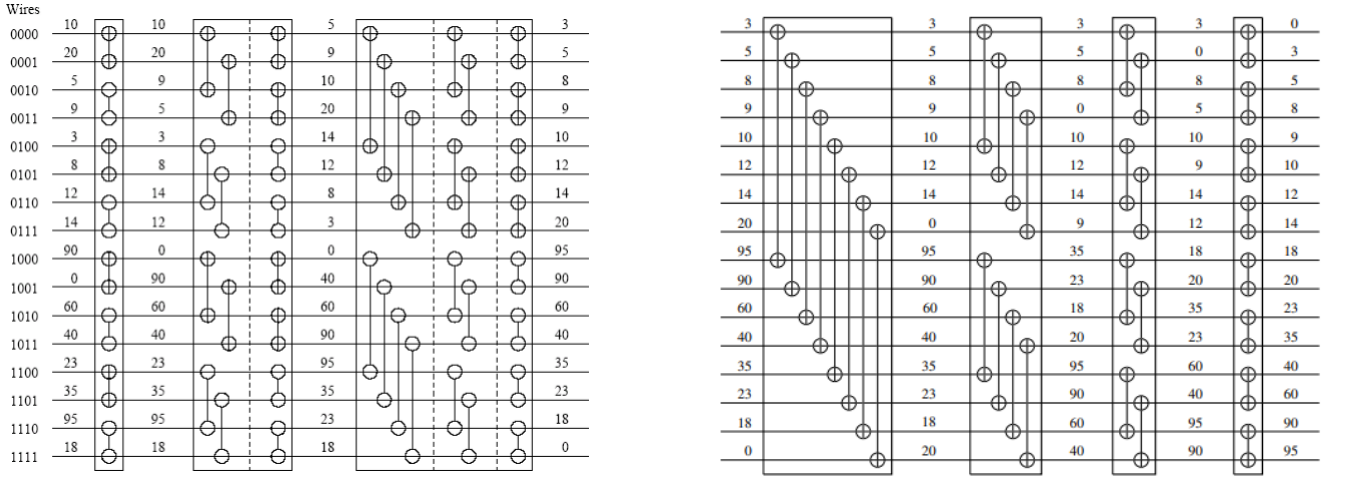 Wires
0000 10 10 5 3
0001 20 20 9 5
0010 5 9 10 8
0011 9 5 20 9
0100 3 3 14 10
0101 8 8 12 12
0110 12 14 8 14
0111 14 12 3 20
1000 90 0 0 95
1001 0 90 40 90
1010 60 60 60 60
1011 40 40 90 40
1100 23 23 95 35
1101 35 35 35 23
1110 95 95 23 18
1111 18 18 18 0
3 3 3 3 0
5 5 5 0 3
8 8 8 8 5
9 9 0 5 8
10 10 10 10 9
12 12 12 9 10
14 14 14 14 12
20 0 9 12 14
95 95 35 18 18
90 90 23 20 20
60 60 18 35 23
40 40 20 23 35
35 35 95 60 40
23 23 90 40 60
18 18 60 95 90
0 20 40 90 95